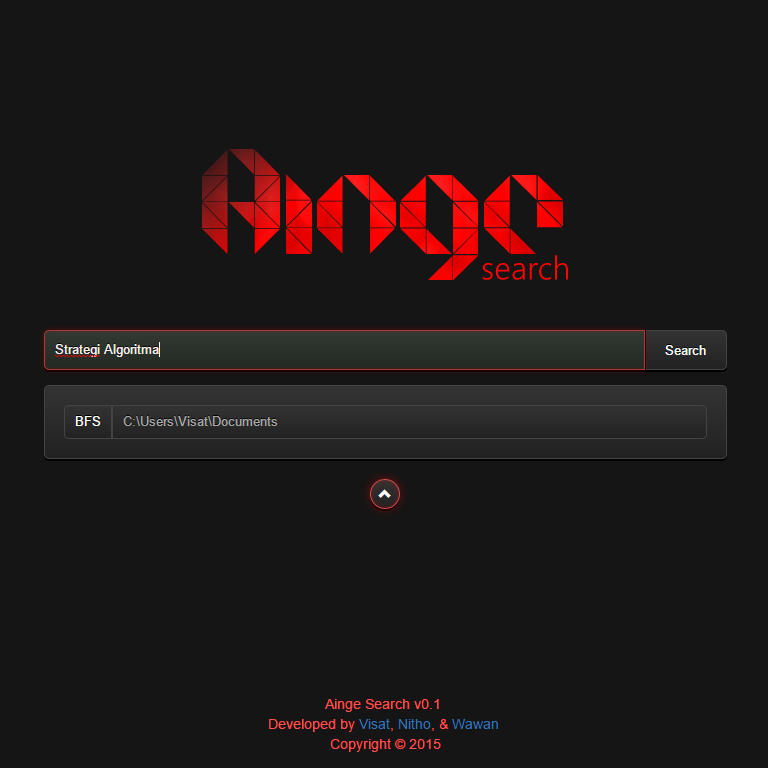 Ainge
search
Strategi Algoritma
Search
BFS
C:\Users\Visat\Documents
Ainge Search v0.1
Developed by Visat, Nitho, & Wawan
Copyright © 2015